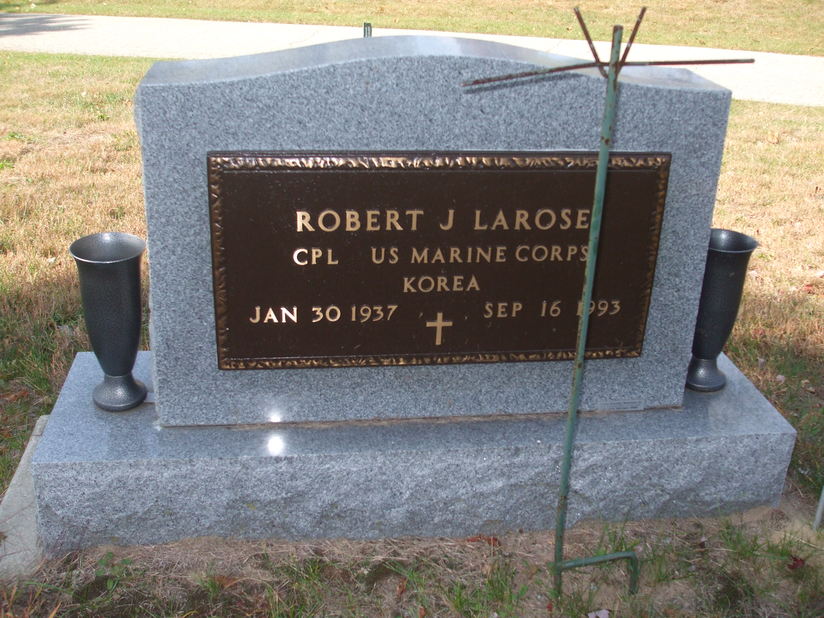 ROBERT J LAROSE
CPL US MARINE CORPS
KOREA
JAN 30 1937 SEP 16 1993